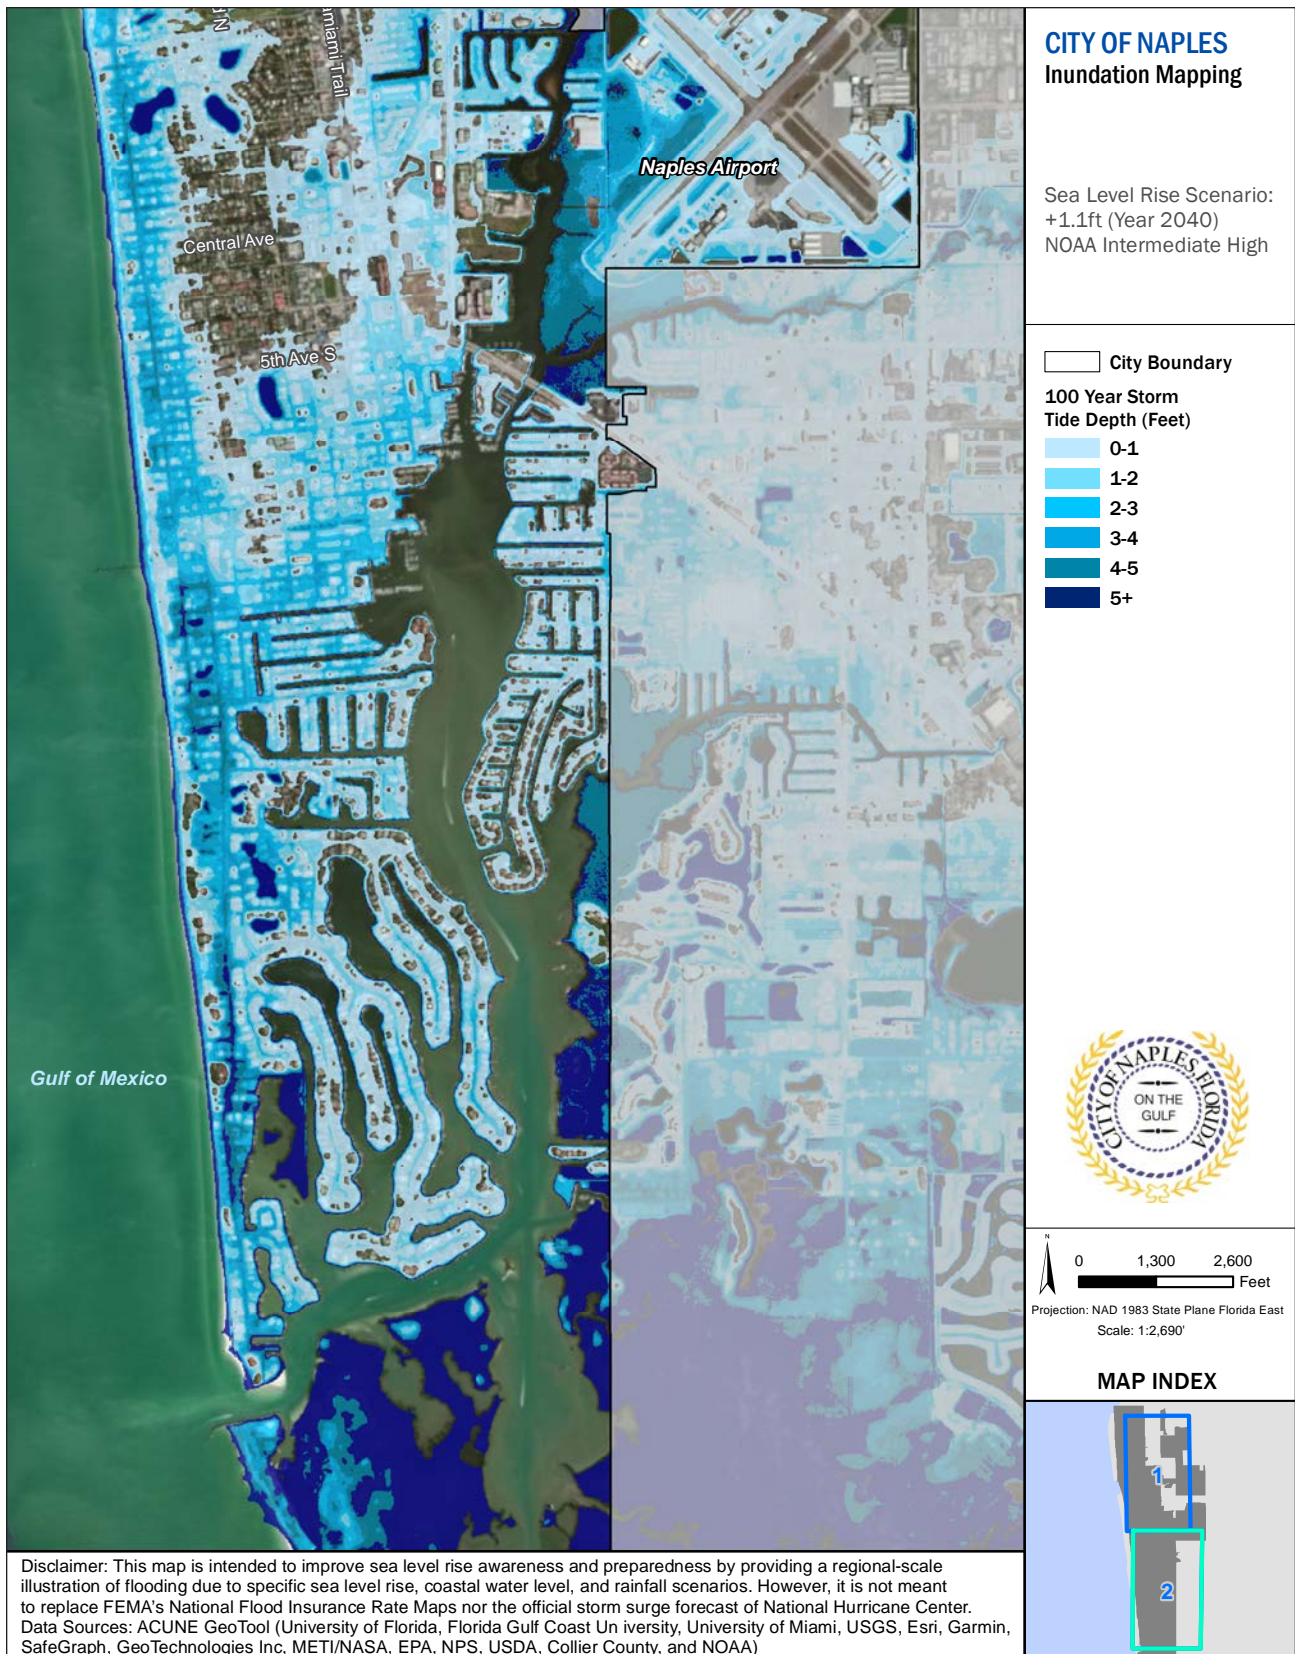 d N
amiami Trail
Naples Airport
Central Ave
5th Ave S
Gulf of Mexico
CITY OF NAPLES
Inundation Mapping
Sea Level Rise Scenario:
+1.1ft (Year 2040)
NOAA Intermediate High
City Boundary
100 Year Storm
Tide Depth (Feet)
0-1
1-2
2-3
3-4
4-5
5+
CITY OF NAPLES, FLORIDA
ON THE
GULF
N
0 1,300 2,600
Feet
Projection: NAD 1983 State Plane Florida East
Scale: 1:2,690'
MAP INDEX
1
2
Disclaimer: This map is intended to improve sea level rise awareness and preparedness by providing a regional-scale
illustration of flooding due to specific sea level rise, coastal water level, and rainfall scenarios. However, it is not meant
to replace FEMA's National Flood Insurance Rate Maps nor the official storm surge forecast of National Hurricane Center.
Data Sources: ACUNE GeoTool (University of Florida, Florida Gulf Coast Un iversity, University of Miami, USGS, Esri, Garmin,
SafeGraph, GeoTechnologies Inc, METI/NASA, EPA, NPS, USDA, Collier County, and NOAA)